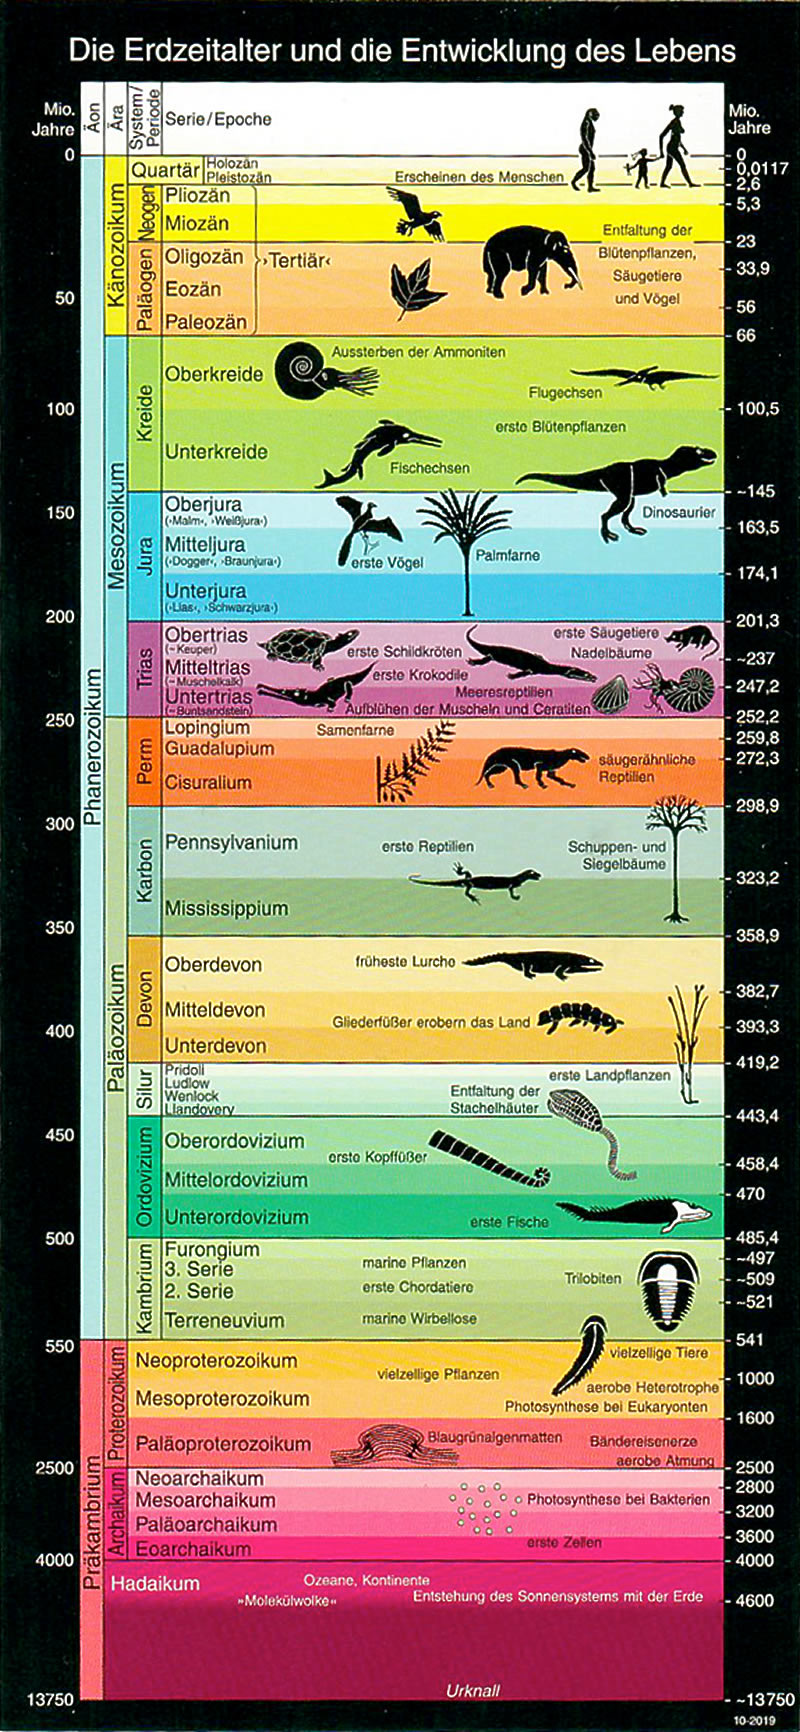 Die Erdzeitalter und die Entwicklung des Lebens
Mio. Jahre
Äon
Ära
System/Periode
Serie/Epoche
Mio. Jahre
0
50
100
150
200
250
300
350
400
450
500
550
2500
4000
13750
Phanerozoikum
Präkambrium
Känozoikum
Mesozoikum
Paläozoikum
Proterozoikum
Archaikum
Quartär
Holozän
Pleistozän
Erscheinen des Menschen
Neogen
Pliozän
Miozän
Paläogen
Oligozän
Eozän
Paleozän
›Tertiär‹
Entfaltung der
Blütenpflanzen,
Säugetiere
und Vögel
Kreide
Oberkreide
Aussterben der Ammoniten
Flugechsen
erste Blütenpflanzen
Unterkreide
Fischechsen
Dinosaurier
Jura
Oberjura
(›Malm‹, ›Weißjura‹)
Mitteljura
(›Dogger‹, ›Braunjura‹)
erste Vögel
Palmfarne
Unterjura
(›Lias‹, ›Schwarzjura‹)
Trias
Obertrias
(~Keuper)
erste Schildkröten
erste Säugetiere
Nadelbäume
Mitteltrias
(~Muschelkalk)
erste Krokodile
Meeresreptilien
Untertrias
(~Buntsandstein)
Aufblühen der Muscheln und Ceratiten
Perm
Lopingium
Samenfarne
Guadalupium
säugerähnliche
Reptilien
Cisuralium
Karbon
Pennsylvanium
erste Reptilien
Schuppen- und
Siegelbäume
Mississippium
Devon
Oberdevon
früheste Lurche
Mitteldevon
Gliederfüßer erobern das Land
Unterdevon
Silur
Pridoli
Ludlow
Wenlock
Llandovery
erste Landpflanzen
Entfaltung der
Stachelhäuter
Ordovizium
Oberordovizium
erste Kopffüßer
Mittelordovizium
Unterordovizium
erste Fische
Kambrium
Furongium
3. Serie
2. Serie
Terreneuvium
marine Pflanzen
erste Chordatiere
marine Wirbellose
Trilobiten
Neoproterozoikum
vielzellige Tiere
vielzellige Pflanzen
aerobe Heterotrophe
Mesoproterozoikum
Photosynthese bei Eukaryonten
Paläoproterozoikum
Blaugrünalgenmatten
Bändereisenerze
aerobe Atmung
Neoarchaikum
Mesoarchaikum
Photosynthese bei Bakterien
Paläoarchaikum
Eoarchaikum
erste Zellen
Hadaikum
Ozeane, Kontinente
»Molekülwolke«
Entstehung des Sonnensystems mit der Erde
Urknall
0
0,0117
2,6
5,3
23
33,9
56
66
100,5
~145
163,5
174,1
201,3
~237
247,2
252,2
259,8
272,3
298,9
323,2
358,9
382,7
393,3
419,2
443,4
458,4
470
485,4
~497
~509
~521
541
1000
1600
2500
2800
3200
3600
4000
4600
~13750
10-2019